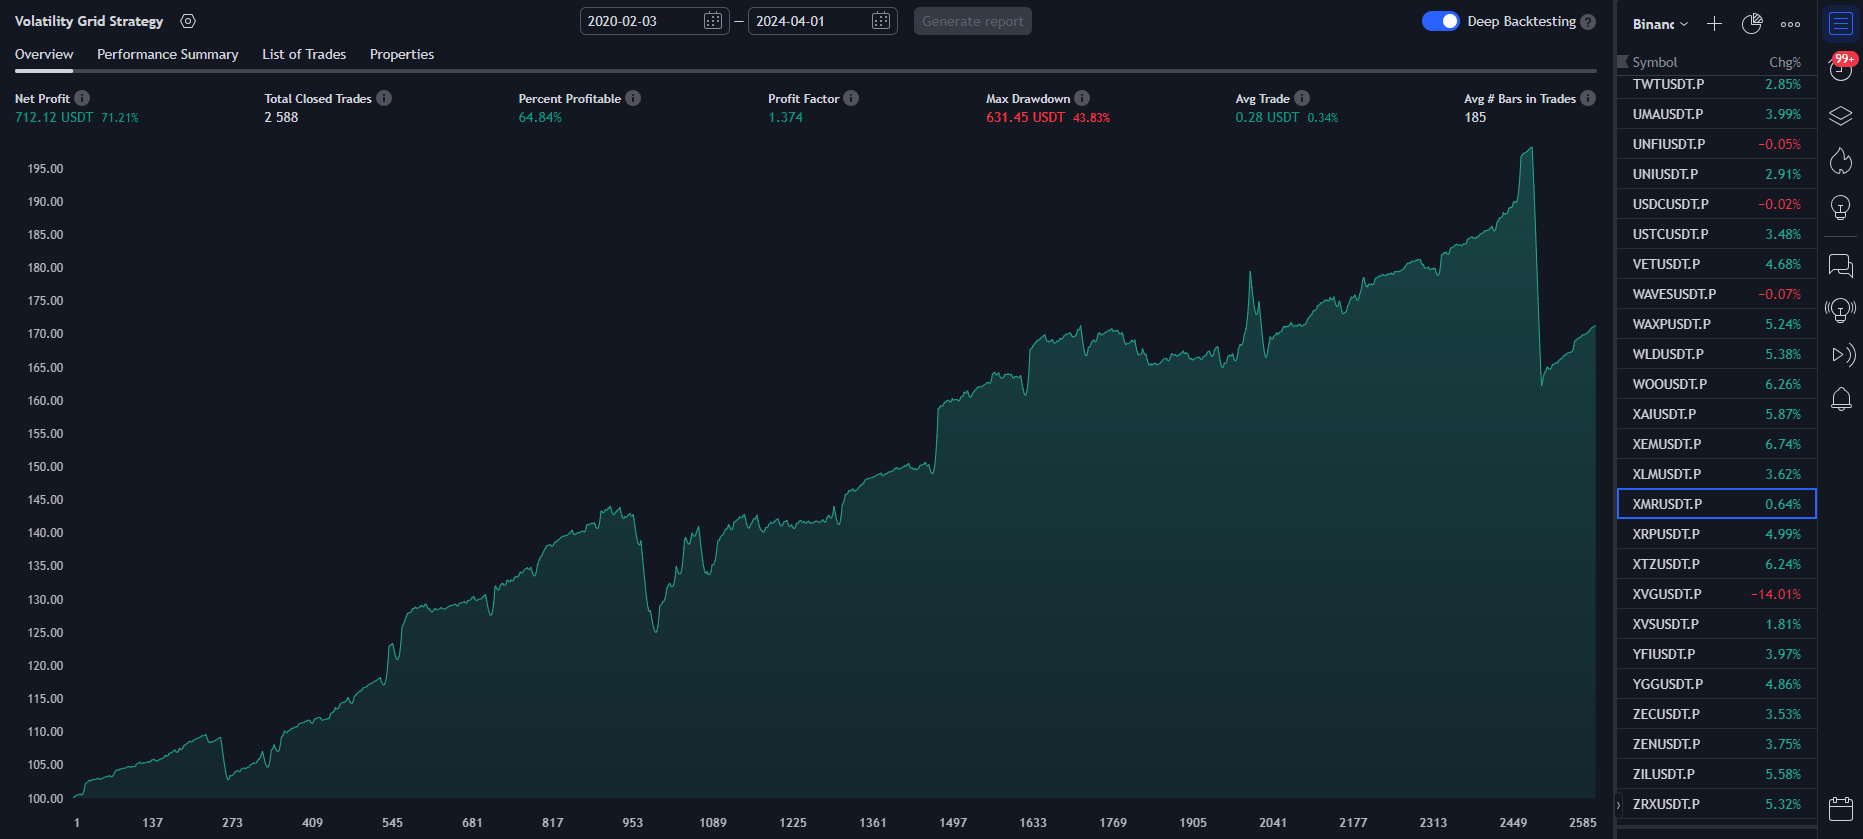 Volatility Grid Strategy
2020-02-03 — 2024-04-01 Generate report
Deep Backtesting ?
Overview Performance Summary List of Trades Properties
Net Profit Total Closed Trades Percent Profitable Profit Factor Max Drawdown Avg Trade Avg # Bars in Trades
712.12 USDT 71.21% 2 588 64.84% 1.374 631.45 USDT 43.83% 0.28 USDT 0.34% 185
195.00
190.00
185.00
180.00
175.00
170.00
165.00
160.00
155.00
150.00
145.00
140.00
135.00
130.00
125.00
120.00
115.00
110.00
105.00
100.00
1 137 273 409 545 681 817 953 1089 1225 1361 1497 1633 1769 1905 2041 2177 2313 2449 2585
Binanc
99+
Symbol Chg%
TWTUSDT.P 2.85%
UMAUSDT.P 3.99%
UNFIUSDT.P −0.05%
UNIUSDT.P 2.91%
USDCUSDT.P −0.02%
USTCUSDT.P 3.48%
VETUSDT.P 4.68%
WAVESUSDT.P −0.07%
WAXPUSDT.P 5.24%
WLDUSDT.P 5.38%
WOOUSDT.P 6.26%
XAIUSDT.P 5.87%
XEMUSDT.P 6.74%
XLMUSDT.P 3.62%
XMRUSDT.P 0.64%
XRPUSDT.P 4.99%
XTZUSDT.P 6.24%
XVGUSDT.P −14.01%
XVSUSDT.P 1.81%
YFIUSDT.P 3.97%
YGGUSDT.P 4.86%
ZECUSDT.P 3.53%
ZENUSDT.P 3.75%
ZILUSDT.P 5.58%
ZRXUSDT.P 5.32%